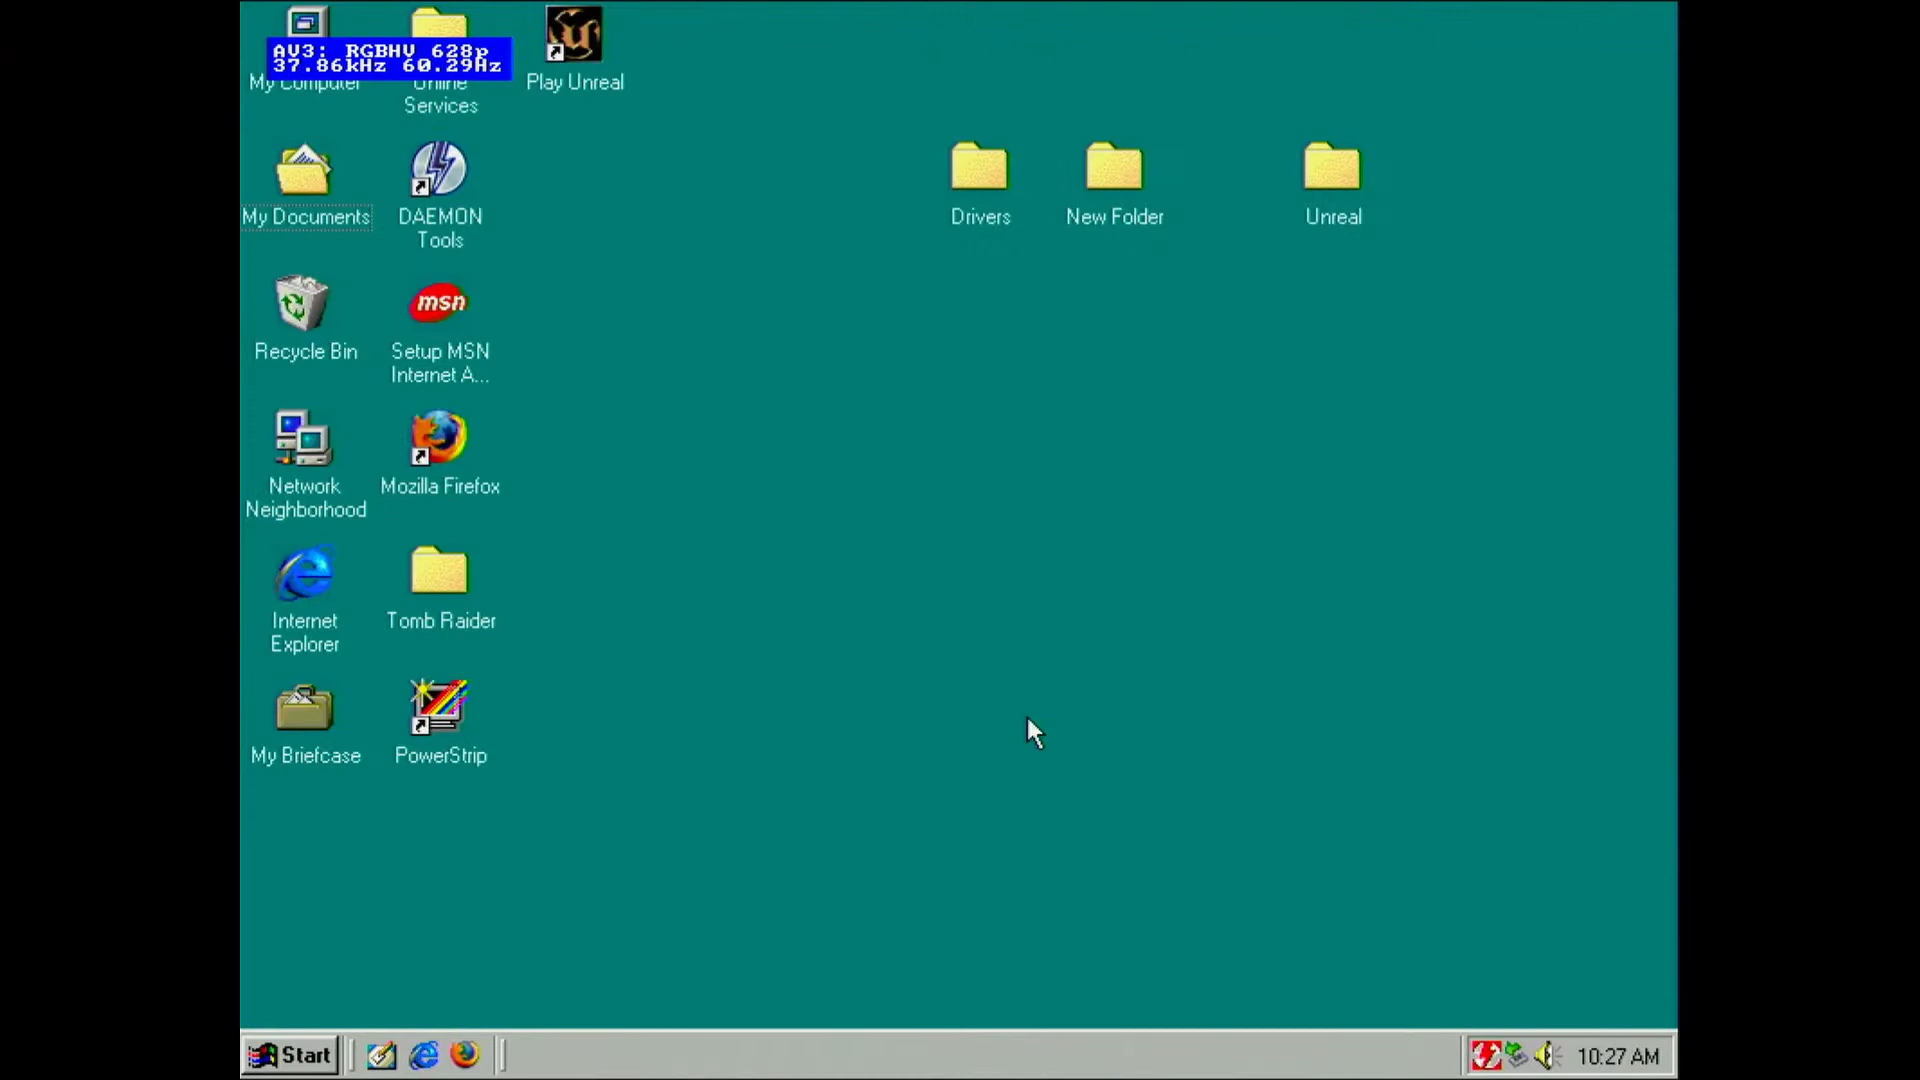 AV3: RGBHV 628p
37.86kHz 60.29Hz
My Computer
Online
Services
Play Unreal
My Documents
DAEMON
Tools
Drivers
New Folder
Unreal
Recycle Bin
msn
Setup MSN
Internet A...
Network
Neighborhood
Mozilla Firefox
Internet
Explorer
Tomb Raider
My Briefcase
PowerStrip
Start
10:27 AM